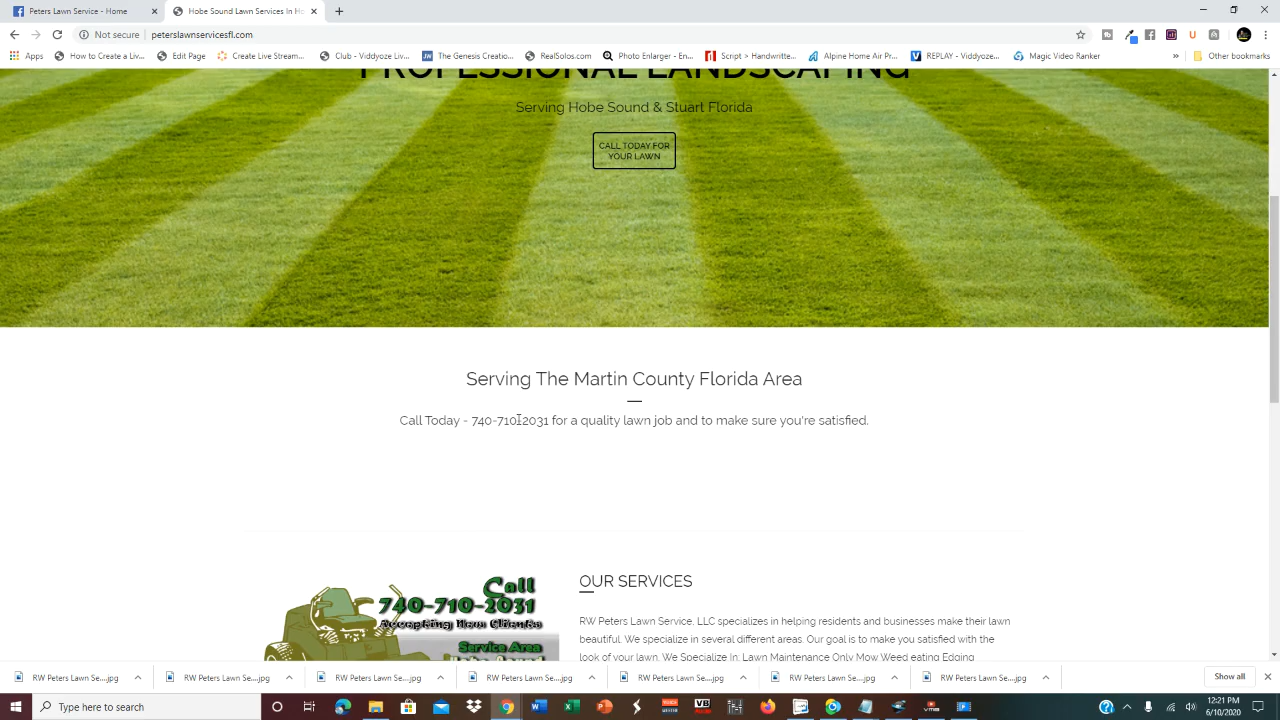 Peters Lawn Service - Home
Hobe Sound Lawn Services In Ho
Not secure
peterslawnservicesfl.com
Apps
How to Create a Liv...
Edit Page
Create Live Stream...
Club - Viddyoze Liv...
The Genesis Creatio...
RealSolos.com
Photo Enlarger - En...
Script > Handwritte...
Alpine Home Air Pr...
REPLAY - Viddyoze...
Magic Video Ranker
»
Other bookmarks
PROFESSIONAL LANDSCAPING
Serving Hobe Sound & Stuart Florida
CALL TODAY FOR
YOUR LAWN
Serving The Martin County Florida Area
Call Today - 740-710-2031 for a quality lawn job and to make sure you're satisfied.
Call
740-710-2031
Accepting New Clients
Service Area
Hobe Sound
OUR SERVICES
RW Peters Lawn Service, LLC specializes in helping residents and businesses make their lawn
beautiful. We specialize in several different areas. Our goal is to make you satisfied with the
look of your lawn. We Specialize In: Lawn Maintenance Only Mow Weed eating Edging
RW Peters Lawn Se....jpg
RW Peters Lawn Se....jpg
RW Peters Lawn Se....jpg
RW Peters Lawn Se....jpg
RW Peters Lawn Se....jpg
RW Peters Lawn Se....jpg
RW Peters Lawn Se....jpg
Show all
Type here to search
12:21 PM
6/10/2020